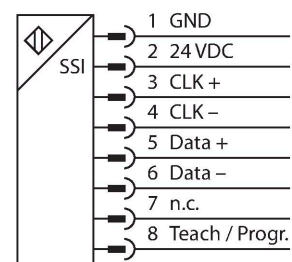 1 GND
2 24 VDC
SSI
3 CLK +
4 CLK –
5 Data +
6 Data –
7 n.c.
8 Teach / Progr.